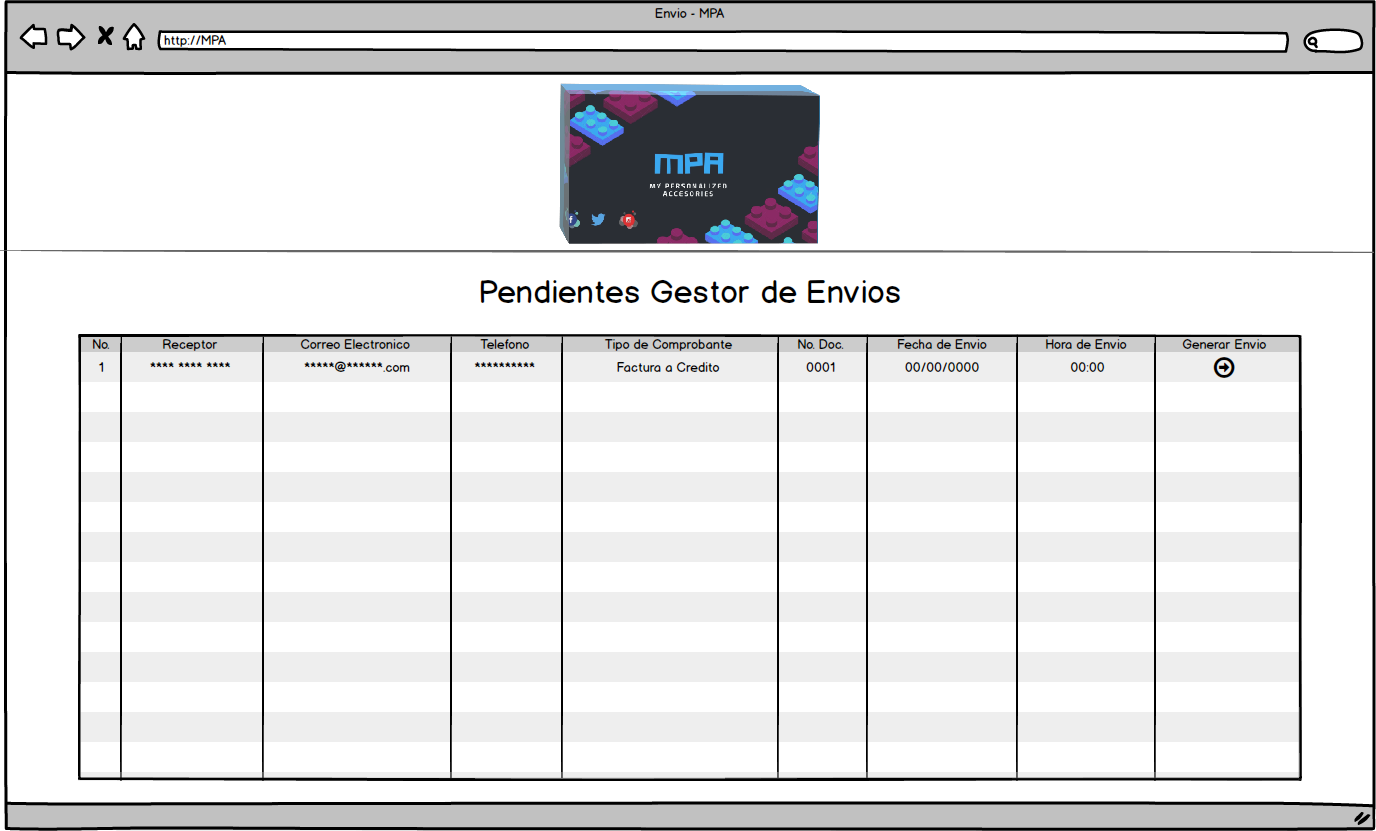 Envio - MPA
http://MPA
MPA
MY PERSONALIZED
ACCESORIES
Pendientes Gestor de Envios
No. Receptor Correo Electronico Telefono Tipo de Comprobante No. Doc. Fecha de Envio Hora de Envio Generar Envio
1 **** **** **** *****@******.com ********** Factura a Credito 0001 00/00/0000 00:00